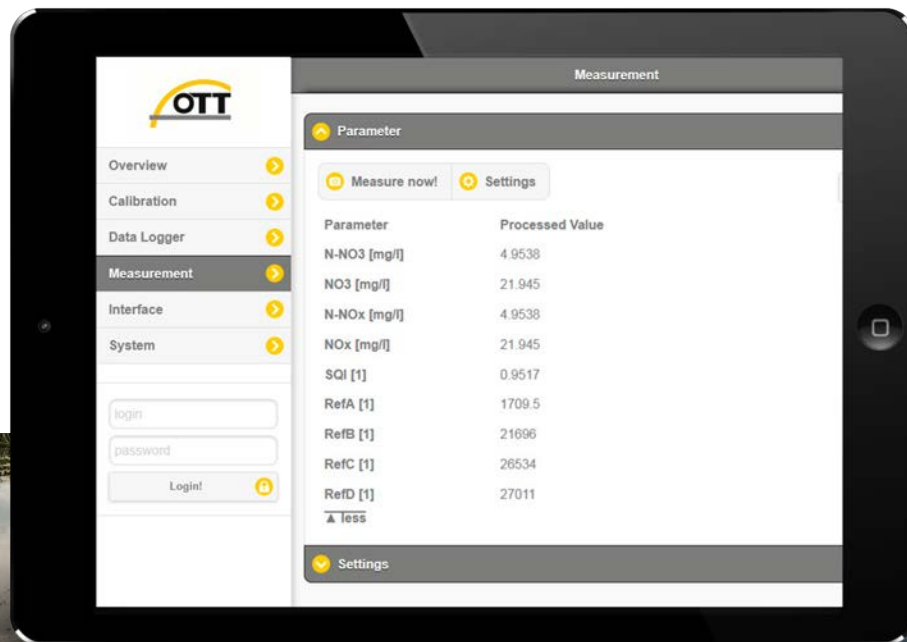 OTT
Overview
Calibration
Data Logger
Measurement
Interface
System
login
password
Login!
Measurement
Parameter
Measure now! Settings
Parameter Processed Value
N-NO3 [mg/l] 4.9538
NO3 [mg/l] 21.945
N-NOx [mg/l] 4.9538
NOx [mg/l] 21.945
SQI [1] 0.9517
RefA [1] 1709.5
RefB [1] 21696
RefC [1] 26534
RefD [1] 27011
▲ less
Settings